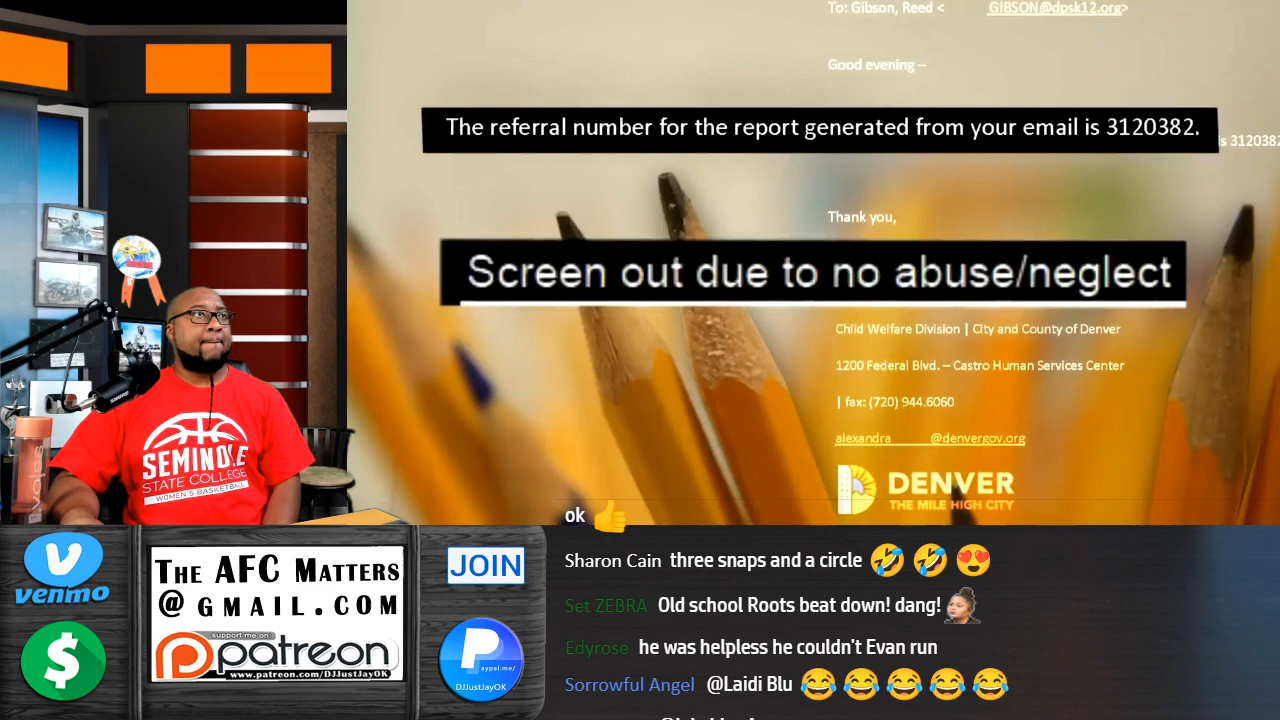 To: Gibson, Reed < GIBSON@dpsk12.org>
Good evening –
The referral number for the report generated from your email is 3120382.
is 3120382
Thank you,
Screen out due to no abuse/neglect
Child Welfare Division | City and County of Denver
1200 Federal Blvd. – Castro Human Services Center
| fax: (720) 944.6060
alexandra @denvergov.org
DENVER
THE MILE HIGH CITY
SEMINOLE
STATE COLLEGE
WOMEN'S BASKETBALL
ok 👍
Sharon Cain three snaps and a circle 🤣 🤣 😍
Set ZEBRA Old school Roots beat down! dang!
Edyrose he was helpless he couldn't Evan run
Sorrowful Angel @Laidi Blu 😂 😂 😂 😂 😂
venmo
THE AFC MATTERS
@ GMAIL.COM
support me on:
patreon
www.patreon.com/DJJustJayOK
JOIN
aypal.me/
DJJustJayOK